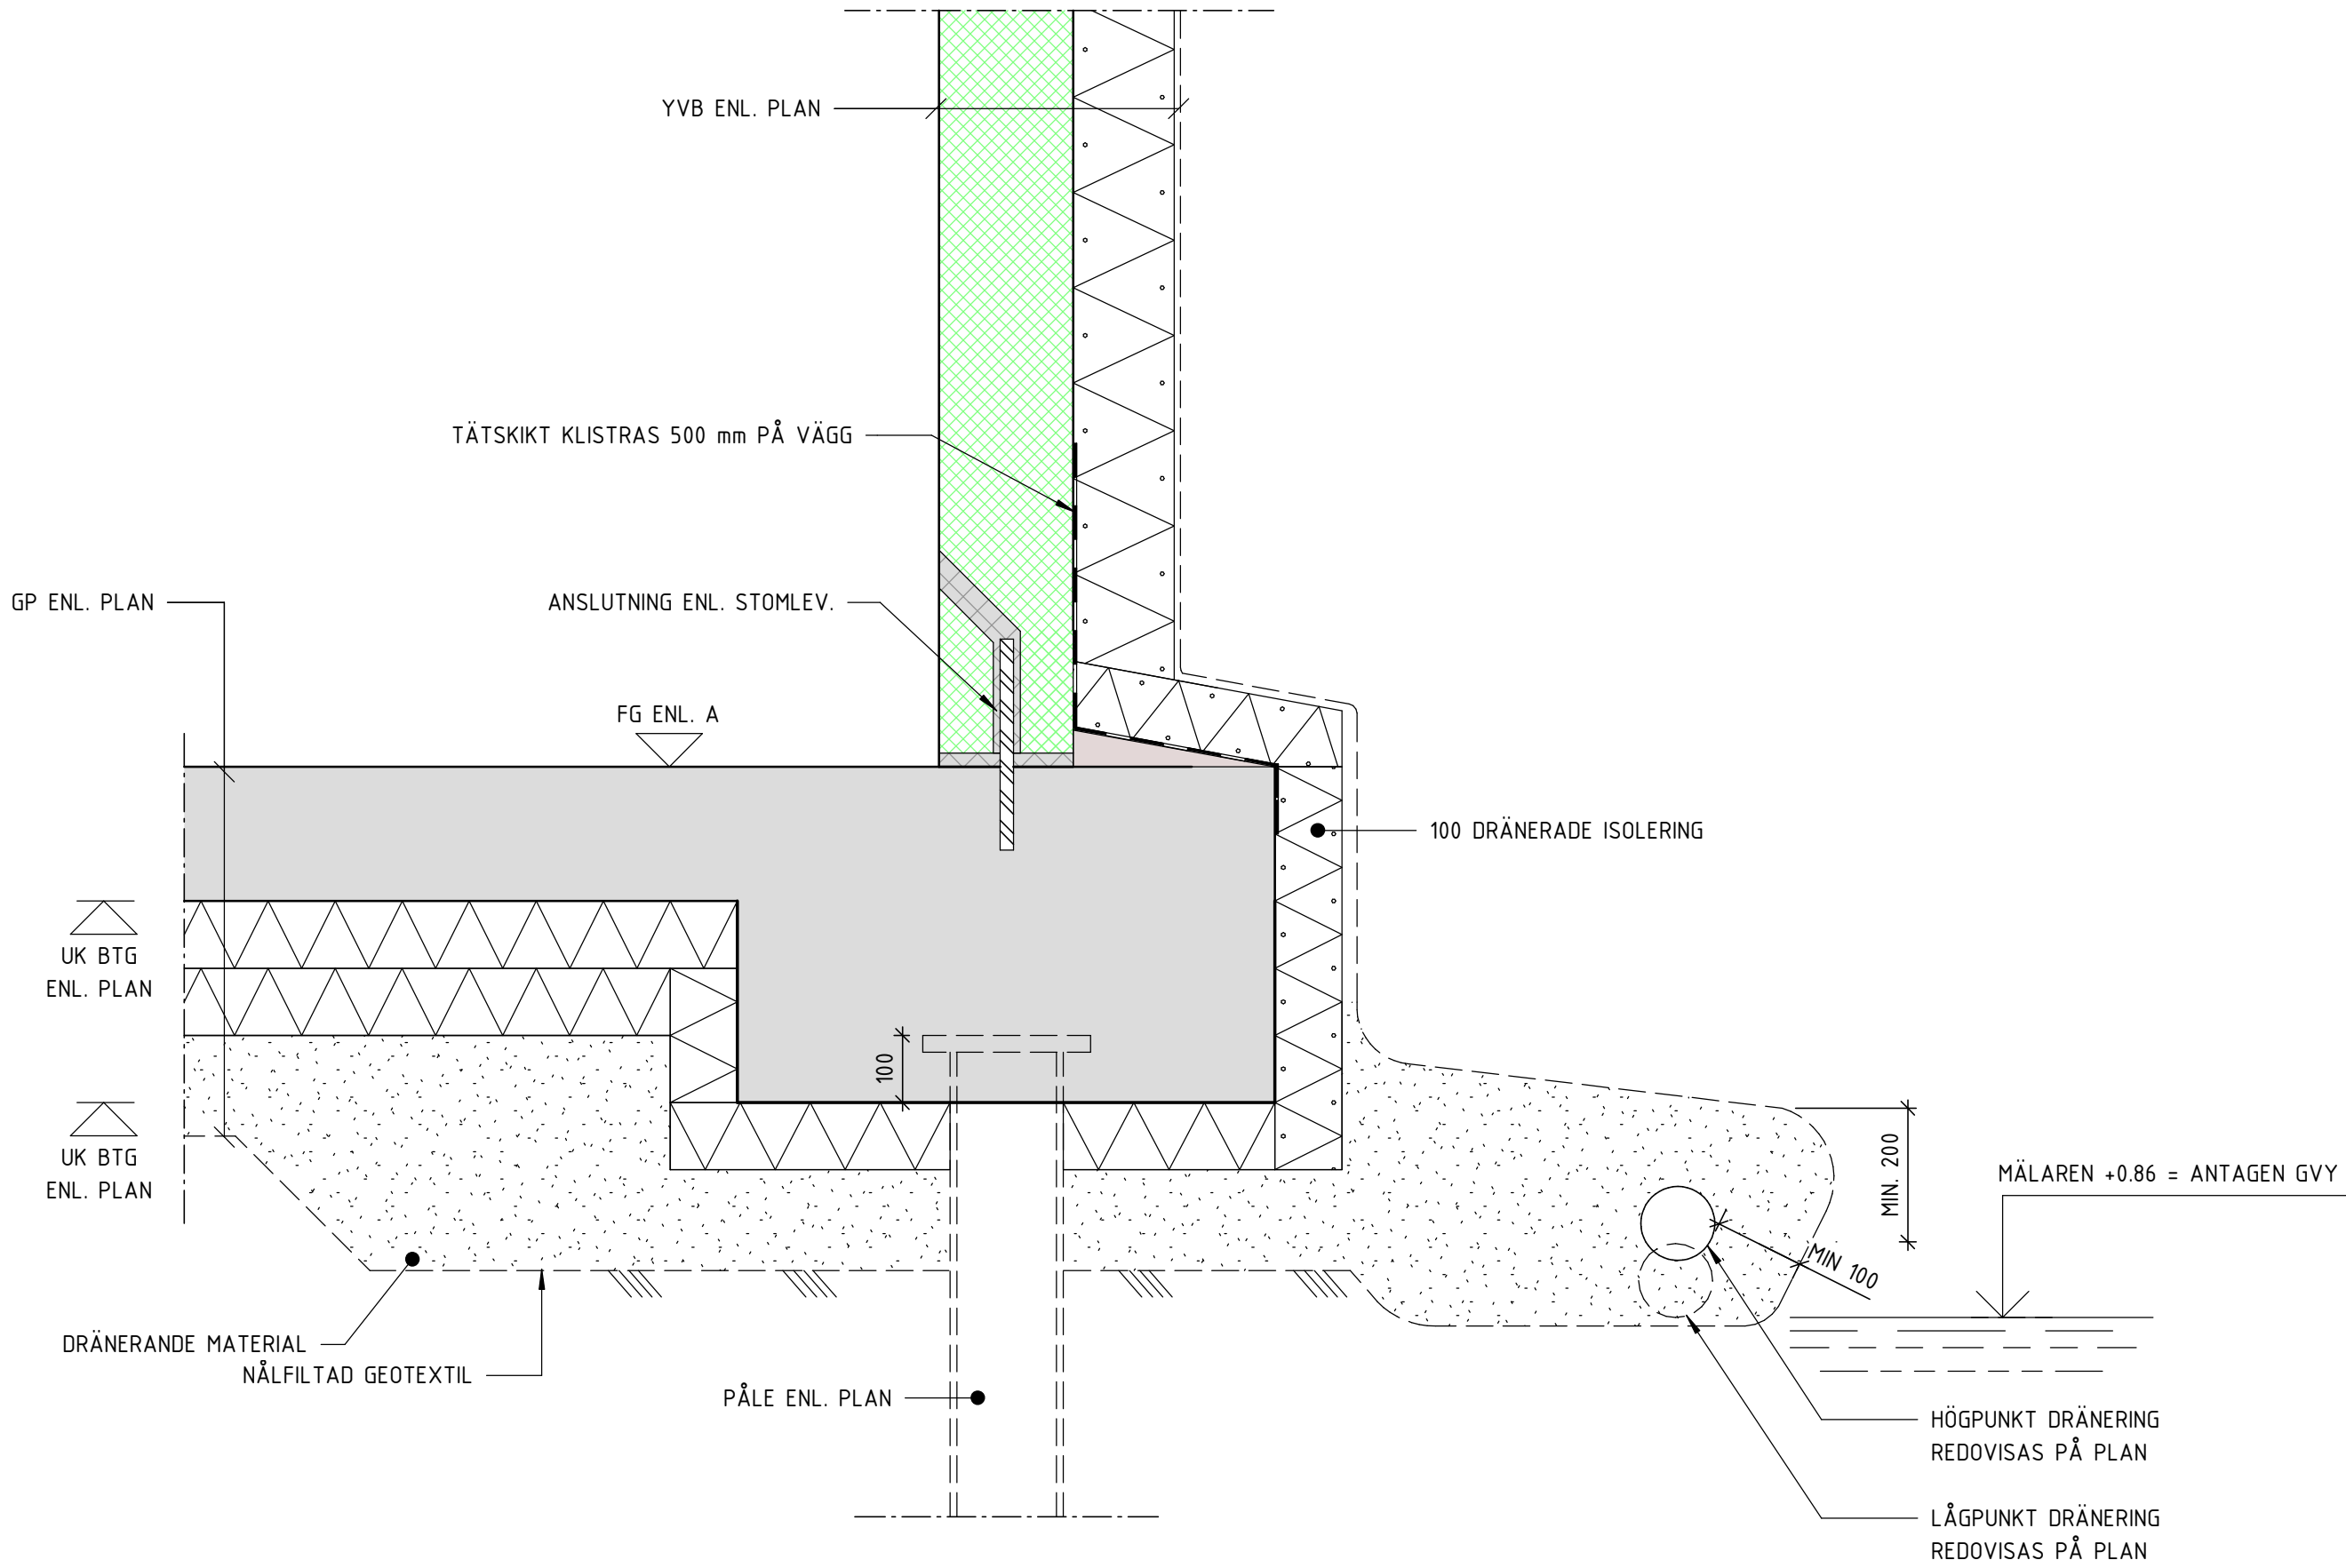 YVB ENL. PLAN
TÄTSKIKT KLISTRAS 500 mm PÅ VÄGG
GP ENL. PLAN
ANSLUTNING ENL. STOMLEV.
FG ENL. A
100 DRÄNERADE ISOLERING
UK BTG
ENL. PLAN
100
UK BTG
ENL. PLAN
MIN. 200
MÄLAREN +0.86 = ANTAGEN GVY
MIN 100
DRÄNERANDE MATERIAL
NÅLFILTAD GEOTEXTIL
PÅLE ENL. PLAN
HÖGPUNKT DRÄNERING
REDOVISAS PÅ PLAN
LÅGPUNKT DRÄNERING
REDOVISAS PÅ PLAN